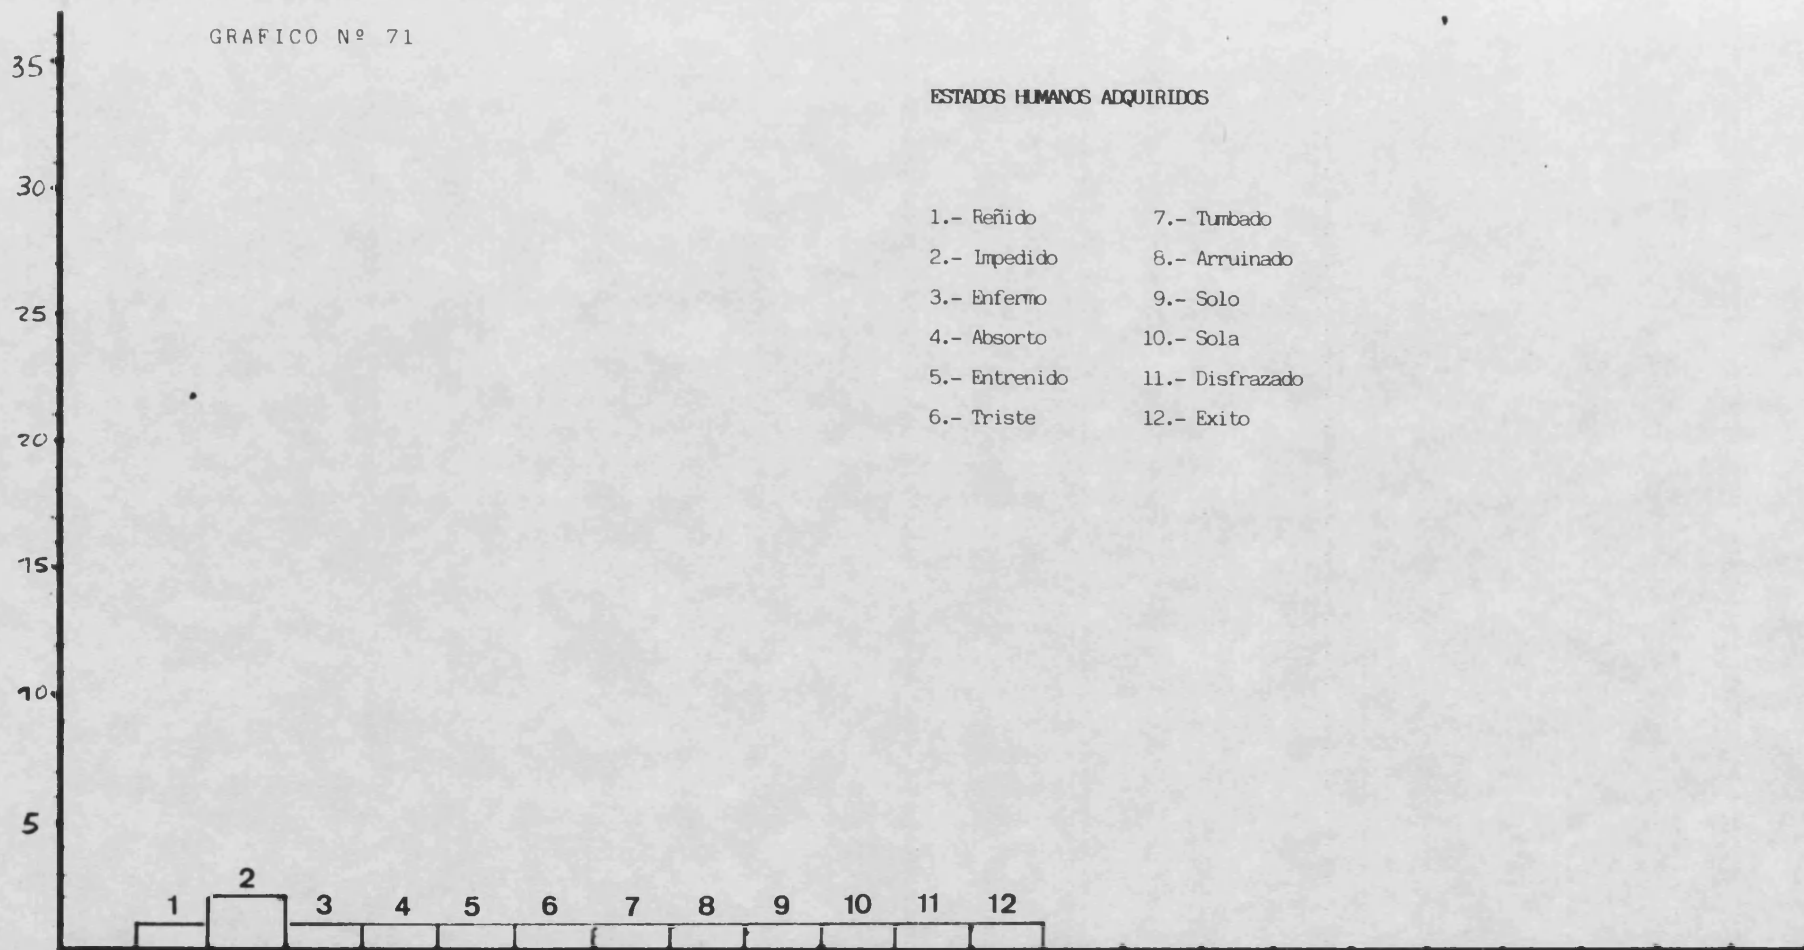 GRAFICO Nº 71
ESTADOS HUMANOS ADQUIRIDOS
1.- Reñido
2.- Impedido
3.- Enfermo
4.- Absorto
5.- Entrenido
6.- Triste
7.- Tumbado
8.- Arruinado
9.- Solo
10.- Sola
11.- Disfrazado
12.- Exito
35
30
25
20
15
10
5
1 2 3 4 5 6 7 8 9 10 11 12